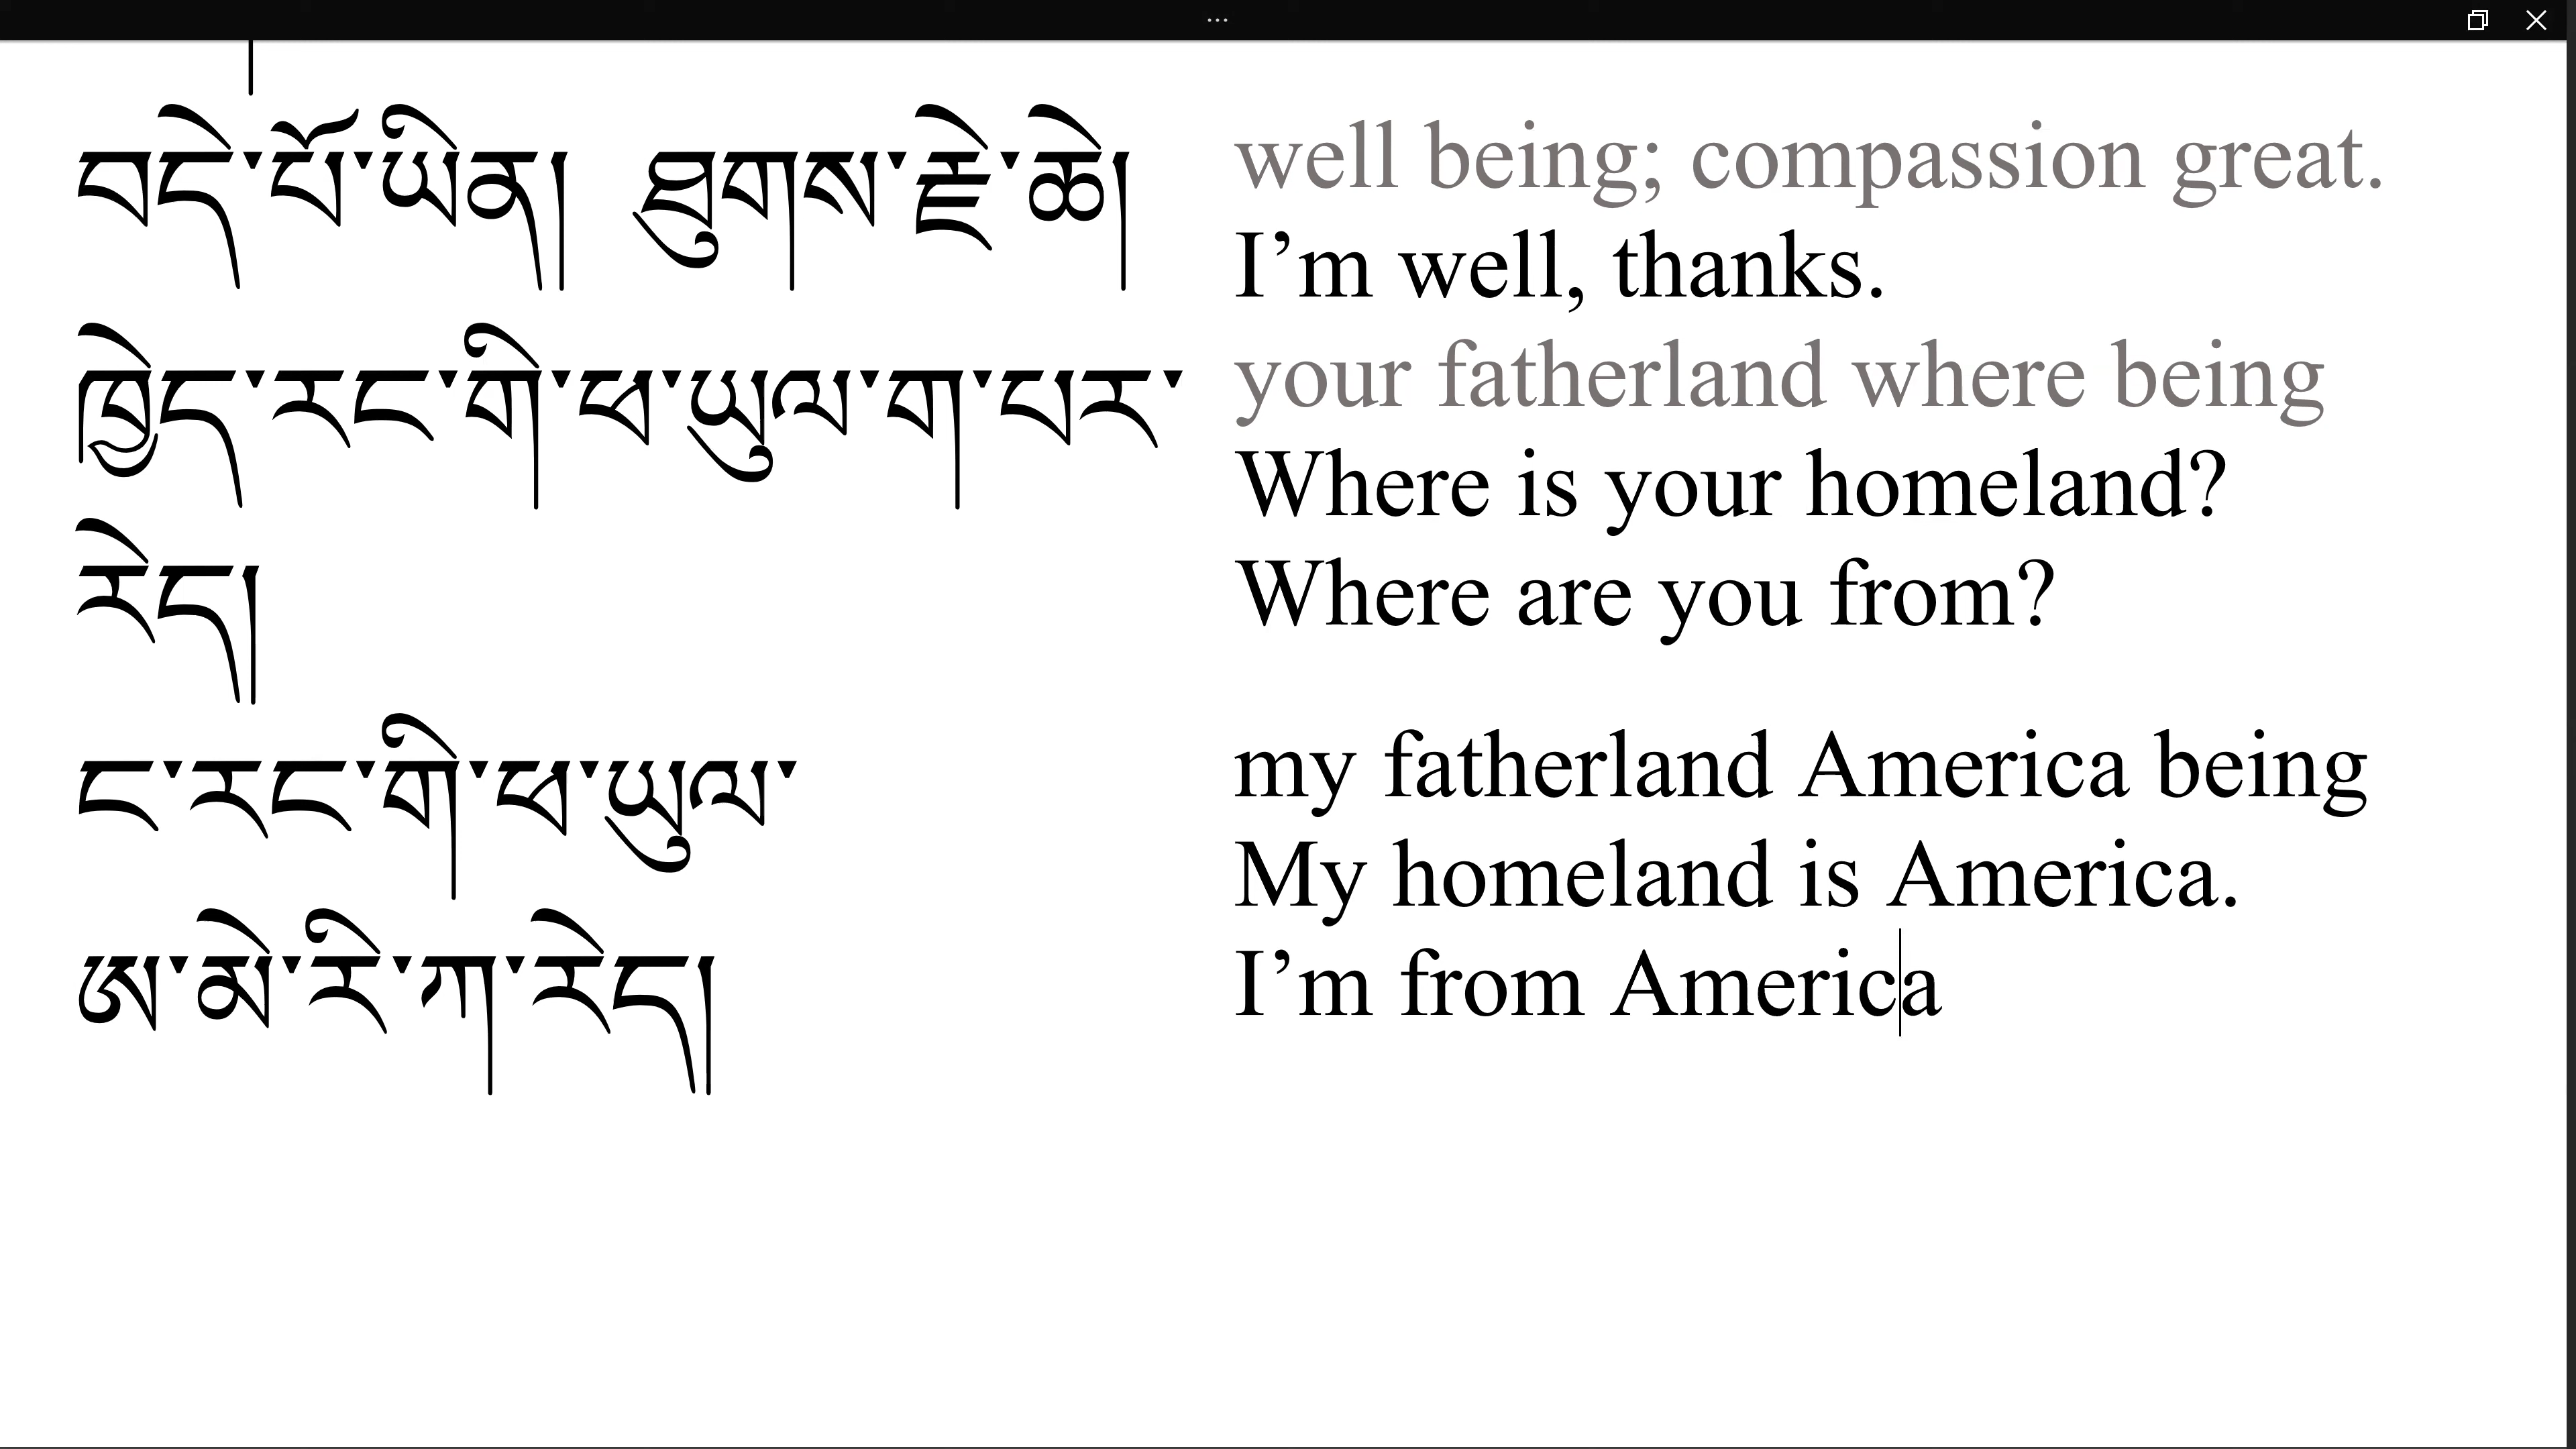 བདེ་པོ་ཡིན། ཐུགས་རྗེ་ཆེ།
ཁྱེད་རང་གི་ཕ་ཡུལ་ག་པར་
རེད།
ང་རང་གི་ཕ་ཡུལ་
ཨ་མེ་རི་ཀ་རེད།
well being; compassion great.
I’m well, thanks.
your fatherland where being
Where is your homeland?
Where are you from?
my fatherland America being
My homeland is America.
I’m from America